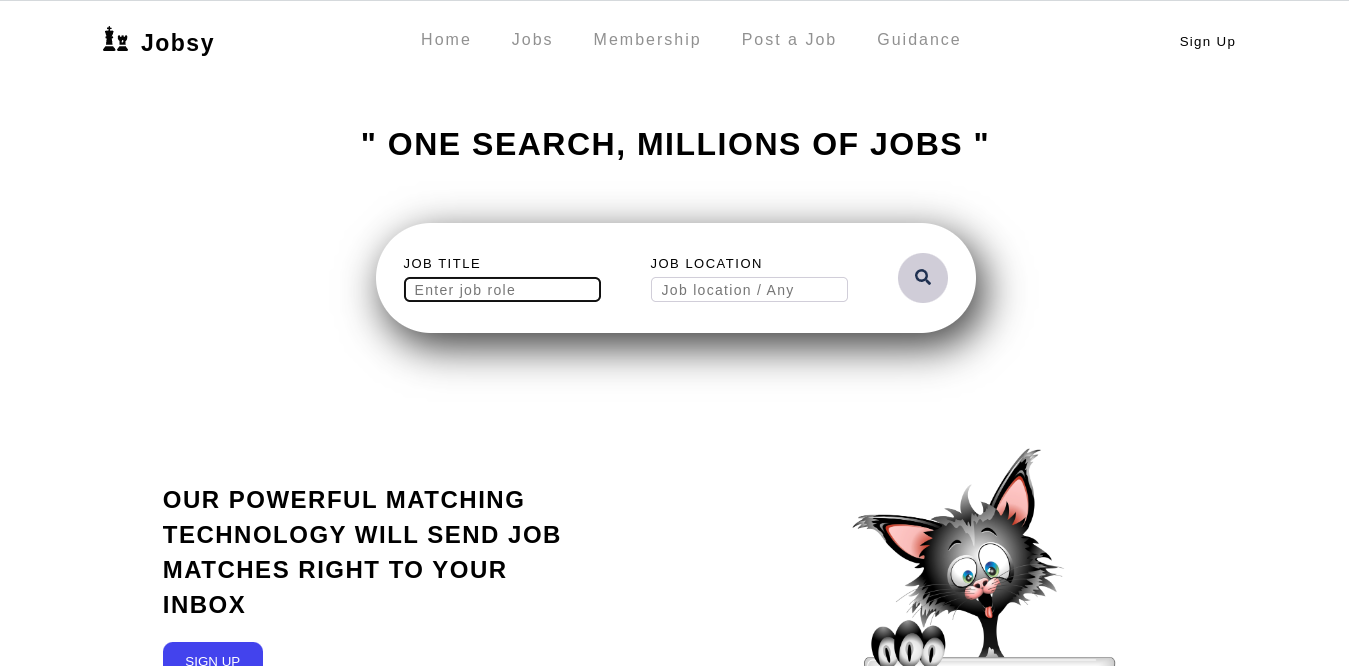 Jobsy
Home Jobs Membership Post a Job Guidance
Sign Up
" ONE SEARCH, MILLIONS OF JOBS "
JOB TITLE
Enter job role
JOB LOCATION
Job location / Any
OUR POWERFUL MATCHING
TECHNOLOGY WILL SEND JOB
MATCHES RIGHT TO YOUR
INBOX
SIGN UP